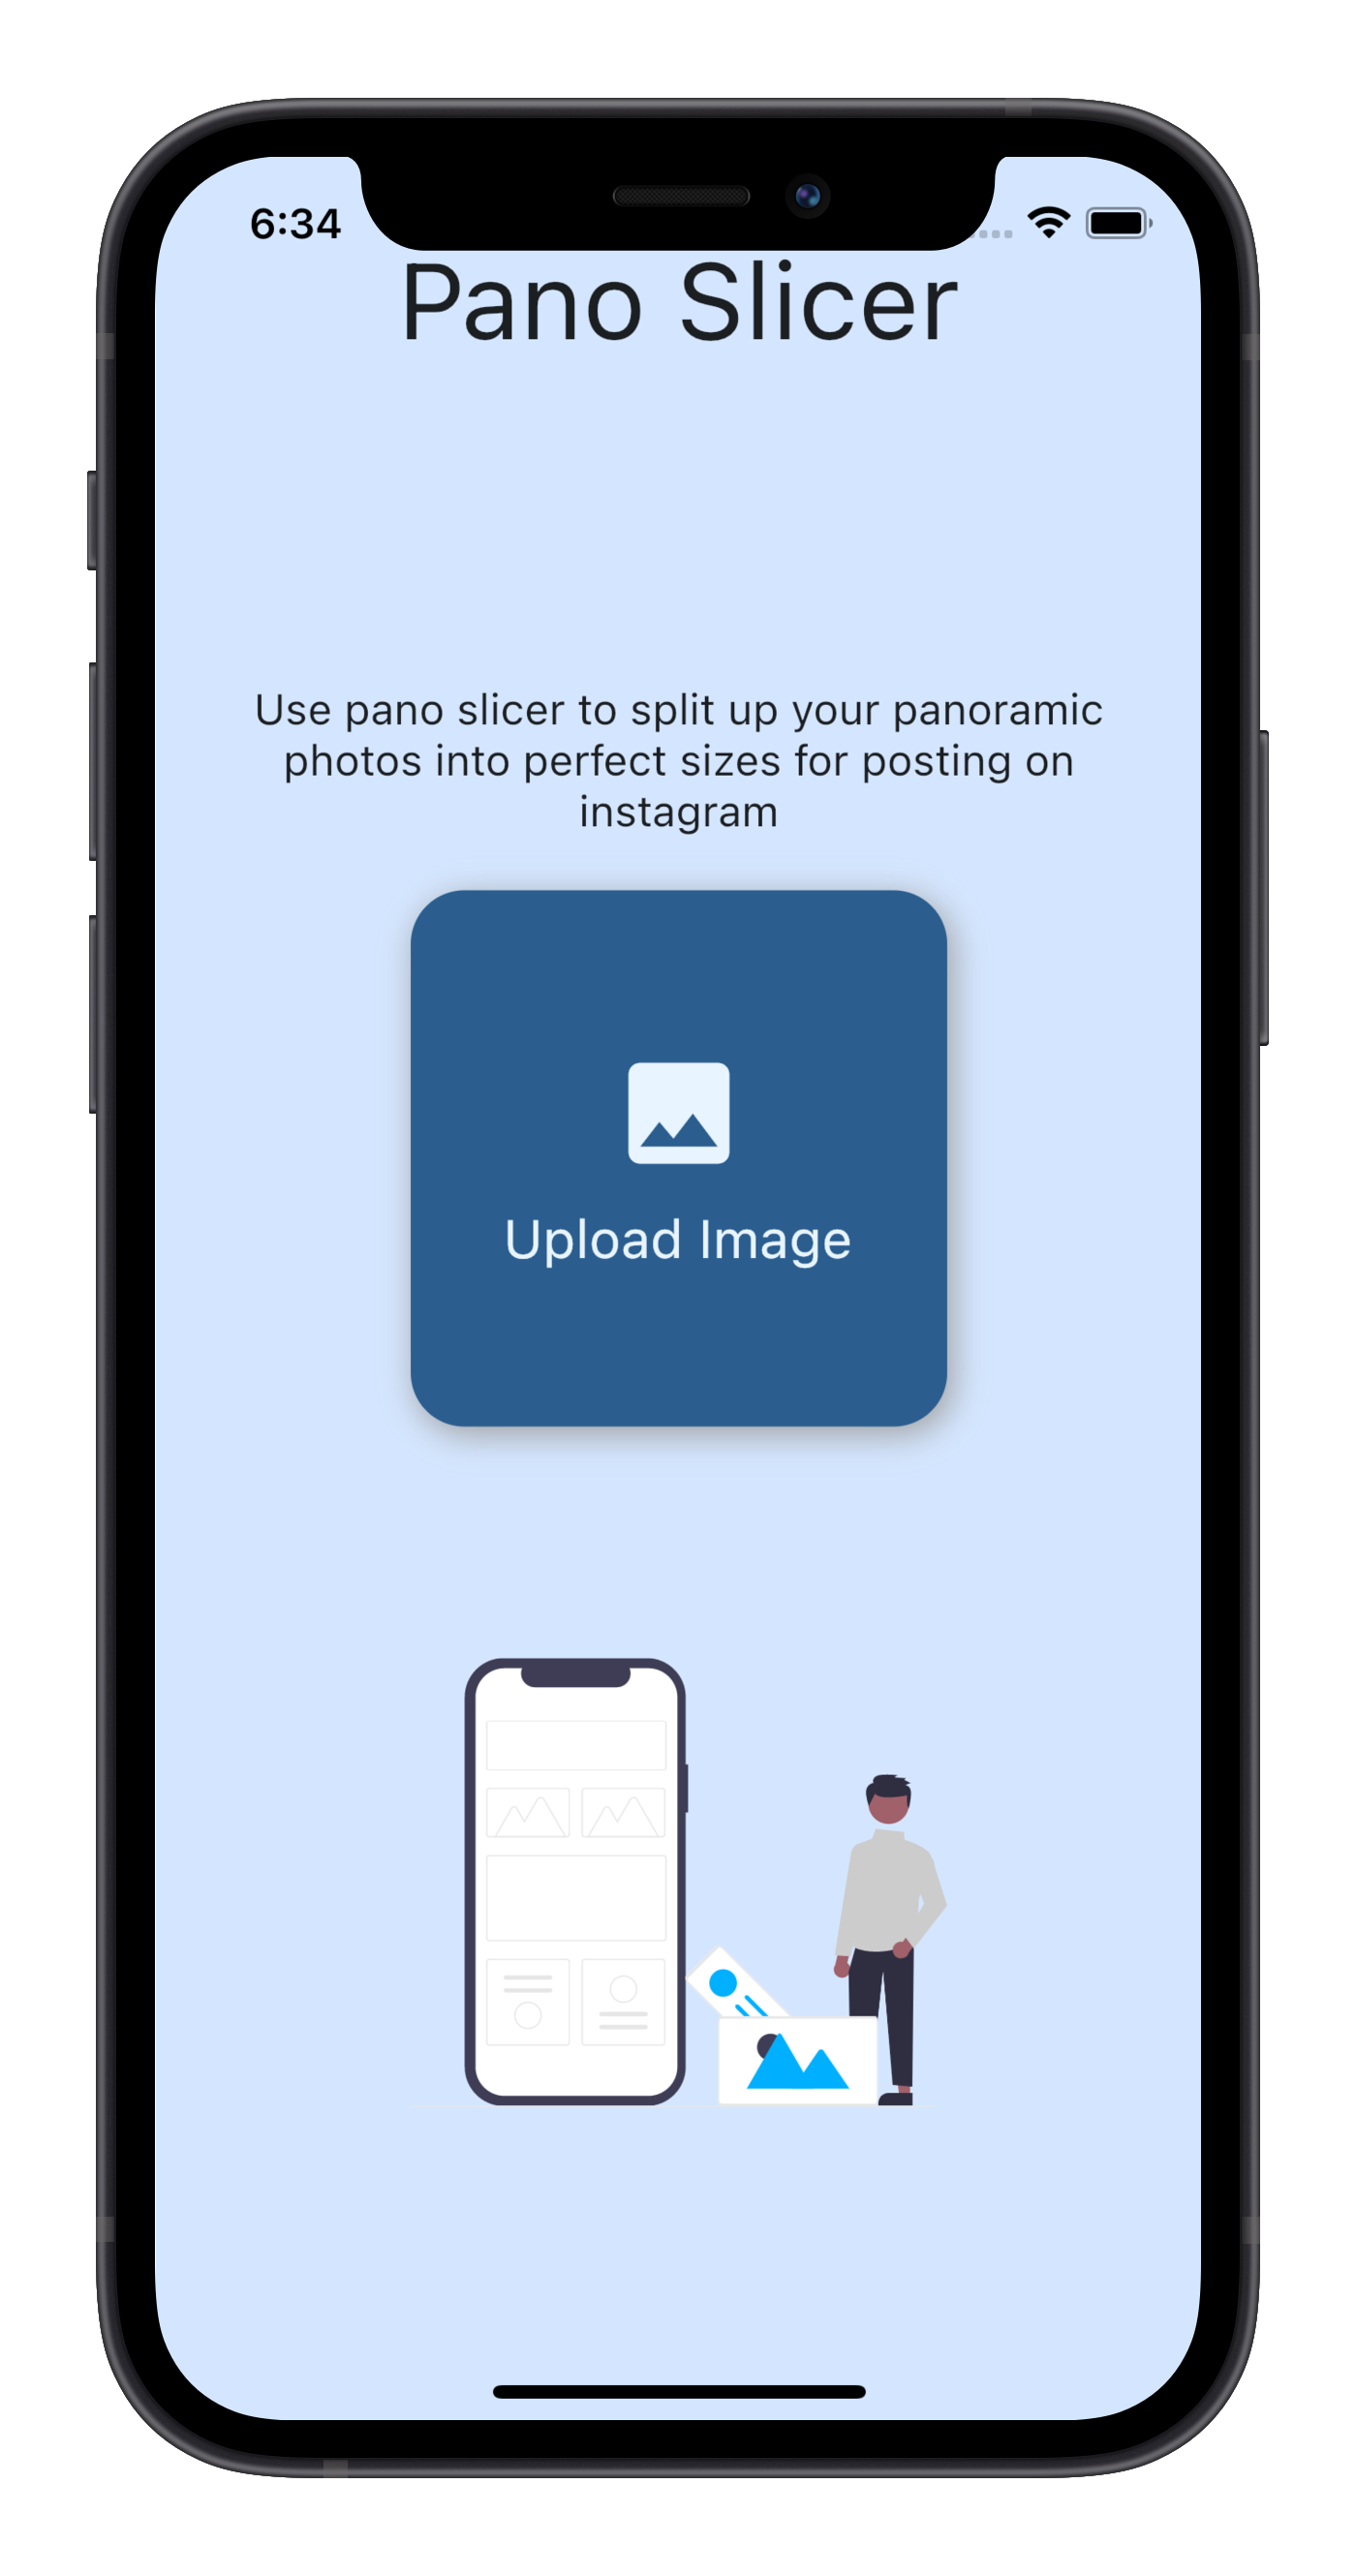 6:34
Pano Slicer
Use pano slicer to split up your panoramic
photos into perfect sizes for posting on
instagram
Upload Image